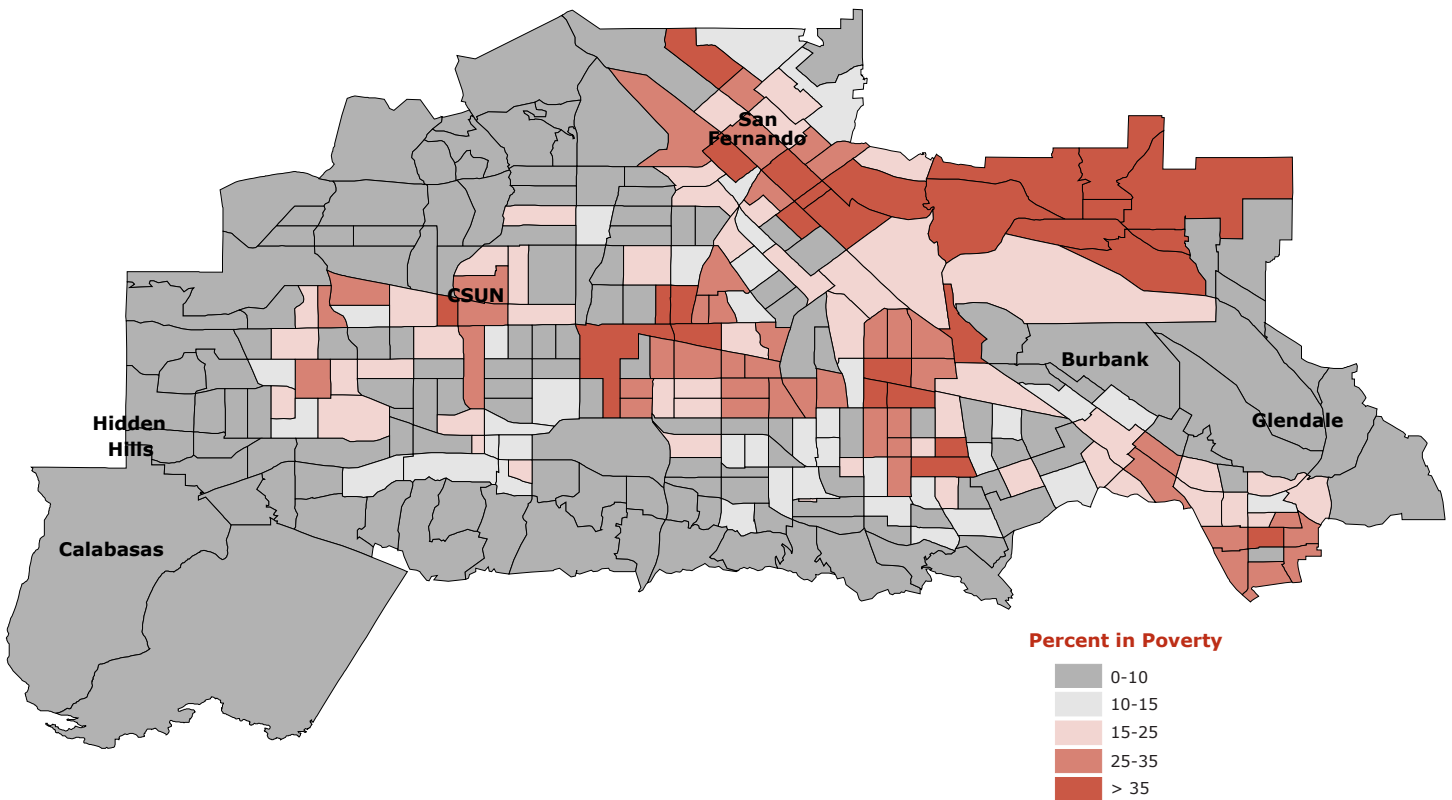 San
Fernando
CSUN
Burbank
Hidden
Hills
Glendale
Calabasas
Percent in Poverty
0-10
10-15
15-25
25-35
> 35